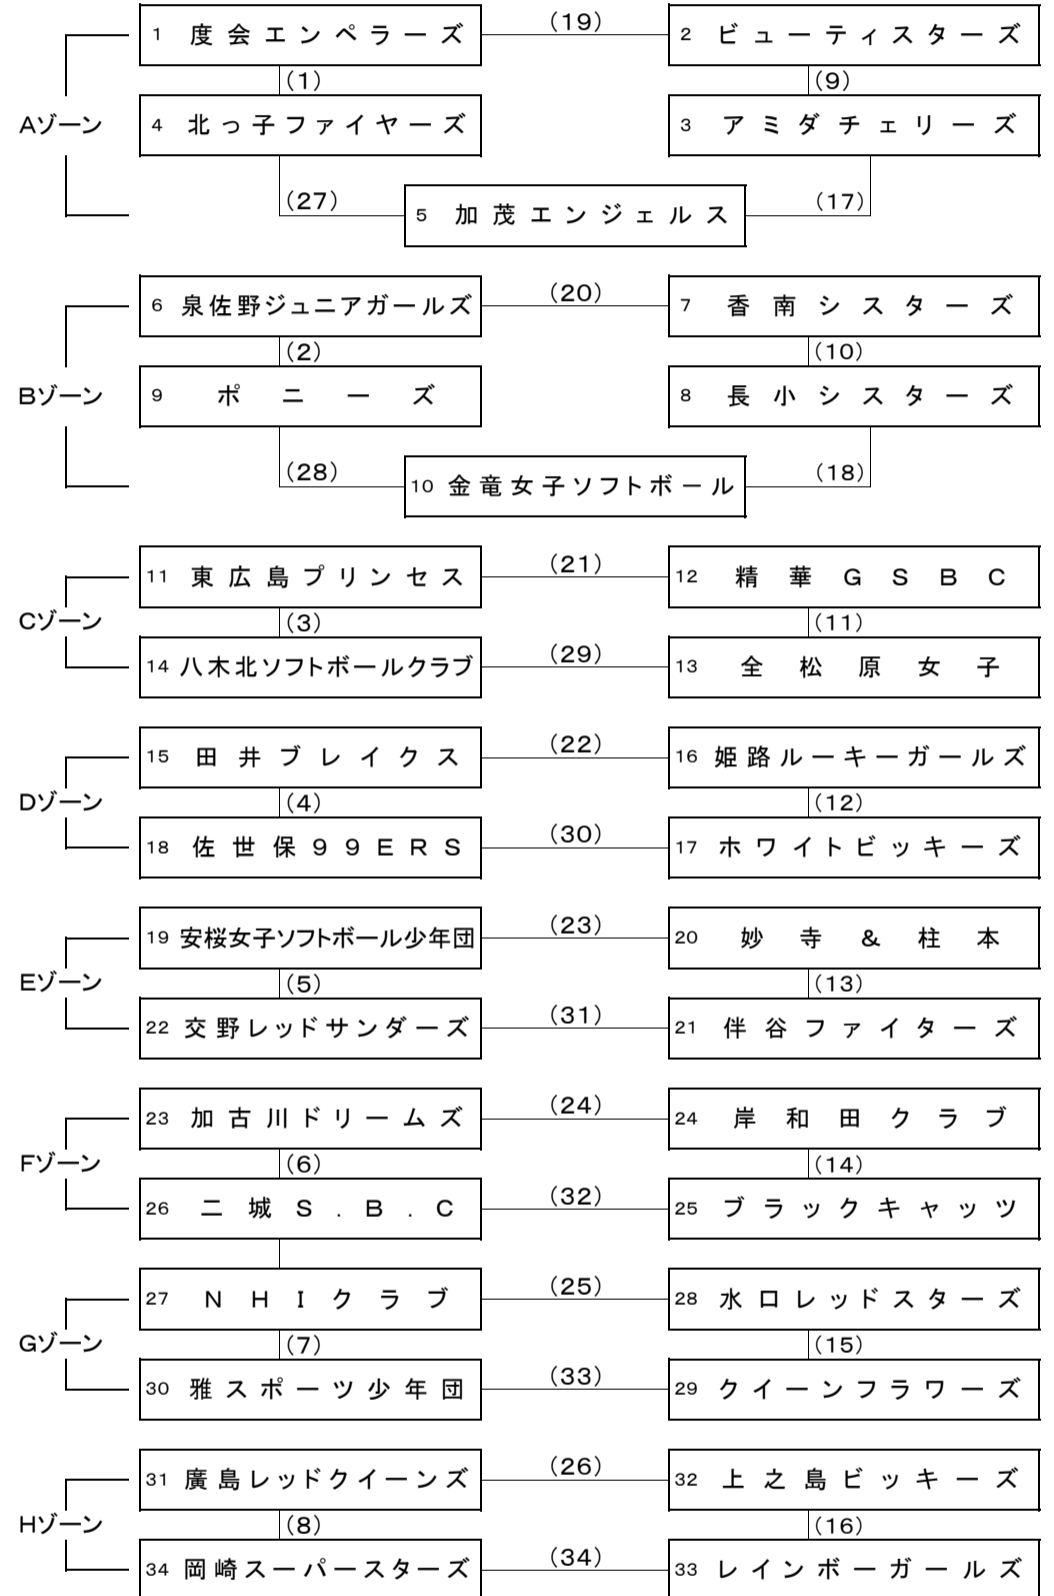 1 度会エンペラーズ (19) 2 ビューティスターズ
(1) (9)
Aゾーン 4 北っ子ファイヤーズ 3 アミダチェリーズ
(27) 5 加茂エンジェルス (17)
6 泉佐野ジュニアガールズ (20) 7 香南シスターズ
(2) (10)
Bゾーン 9 ポニーズ 8 長小シスターズ
(28) 10 金竜女子ソフトボール (18)
11 東広島プリンセス (21) 12 精華GSBC
Cゾーン (3) (11)
14 八木北ソフトボールクラブ (29) 13 全松原女子
15 田井ブレイクス (22) 16 姫路ルーキーガールズ
Dゾーン (4) (12)
18 佐世保99ERS (30) 17 ホワイトビッキーズ
19 安桜女子ソフトボール少年団 (23) 20 妙寺&柱本
Eゾーン (5) (13)
22 交野レッドサンダーズ (31) 21 伴谷ファイターズ
23 加古川ドリームズ (24) 24 岸和田クラブ
Fゾーン (6) (14)
26 二城S.B.C (32) 25 ブラックキャッツ
27 NHIクラブ (25) 28 水口レッドスターズ
Gゾーン (7) (15)
30 雅スポーツ少年団 (33) 29 クイーンフラワーズ
31 廣島レッドクイーンズ (26) 32 上之島ビッキーズ
Hゾーン (8) (16)
34 岡崎スーパースターズ (34) 33 レインボーガールズ